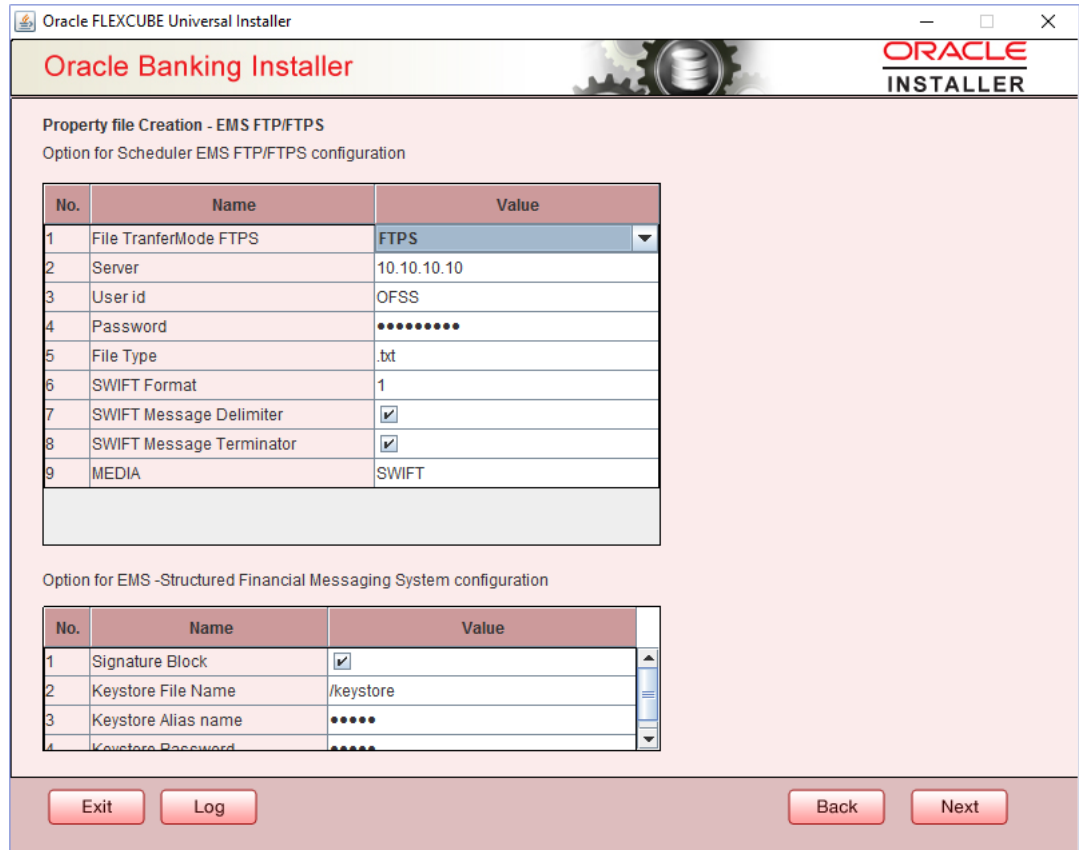 Oracle FLEXCUBE Universal Installer
Oracle Banking Installer
ORACLE
INSTALLER
Property file Creation - EMS FTP/FTPS
Option for Scheduler EMS FTP/FTPS configuration
No. Name Value
1 File TranferMode FTPS FTPS
2 Server 10.10.10.10
3 User id OFSS
4 Password •••••••••
5 File Type .txt
6 SWIFT Format 1
7 SWIFT Message Delimiter
8 SWIFT Message Terminator
9 MEDIA SWIFT
Option for EMS -Structured Financial Messaging System configuration
No. Name Value
1 Signature Block
2 Keystore File Name /keystore
3 Keystore Alias name •••••
4 Keystore Password •••••
Exit Log Back Next